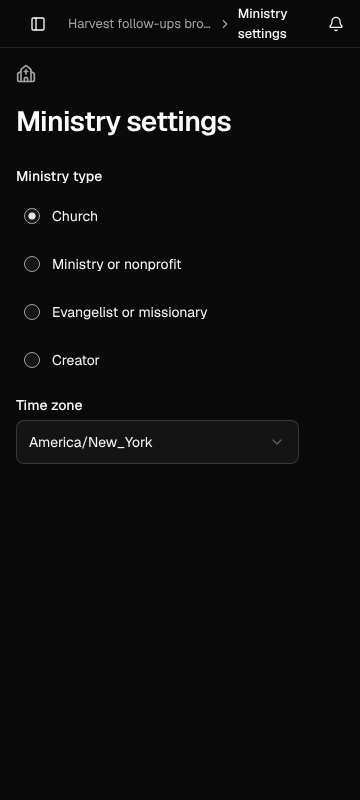 Harvest follow-ups bro...
Ministry
settings
Ministry settings
Ministry type
Church
Ministry or nonprofit
Evangelist or missionary
Creator
Time zone
America/New_York